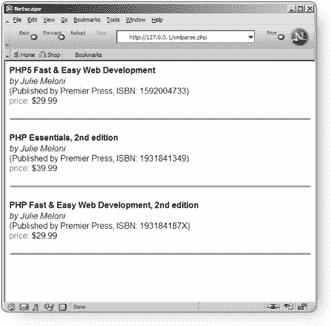 Netscape
File Edit View Go Bookmarks Tools Window Help
Back Forward Reload Stop http://127.0.0.1/xmlparse.php Print
Home Shop Bookmarks
PHP5 Fast & Easy Web Development
by Julie Meloni
(Published by Premier Press, ISBN: 1592004733)
price: $29.99
PHP Essentials, 2nd edition
by Julie Meloni
(Published by Premier Press, ISBN: 1931841349)
price: $39.99
PHP Fast & Easy Web Development, 2nd edition
by Julie Meloni
(Published by Premier Press, ISBN: 193184187X)
price: $29.99
Done